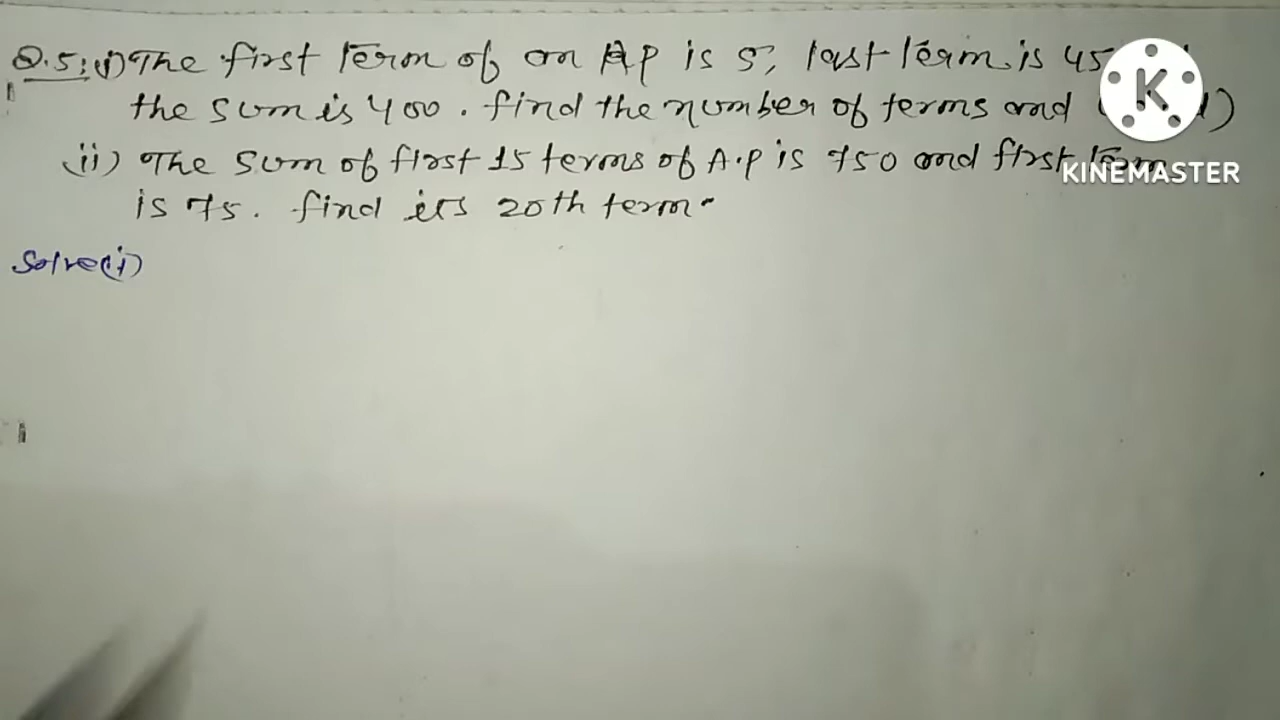 Q.5:(i) The first term of an AP is 5, last term is 45
the sum is 400. find the number of terms and
(ii) The sum of first 15 terms of A.P is 750 and first term
is 75. find its 20th term.
Solve(i)
K
KINEMASTER